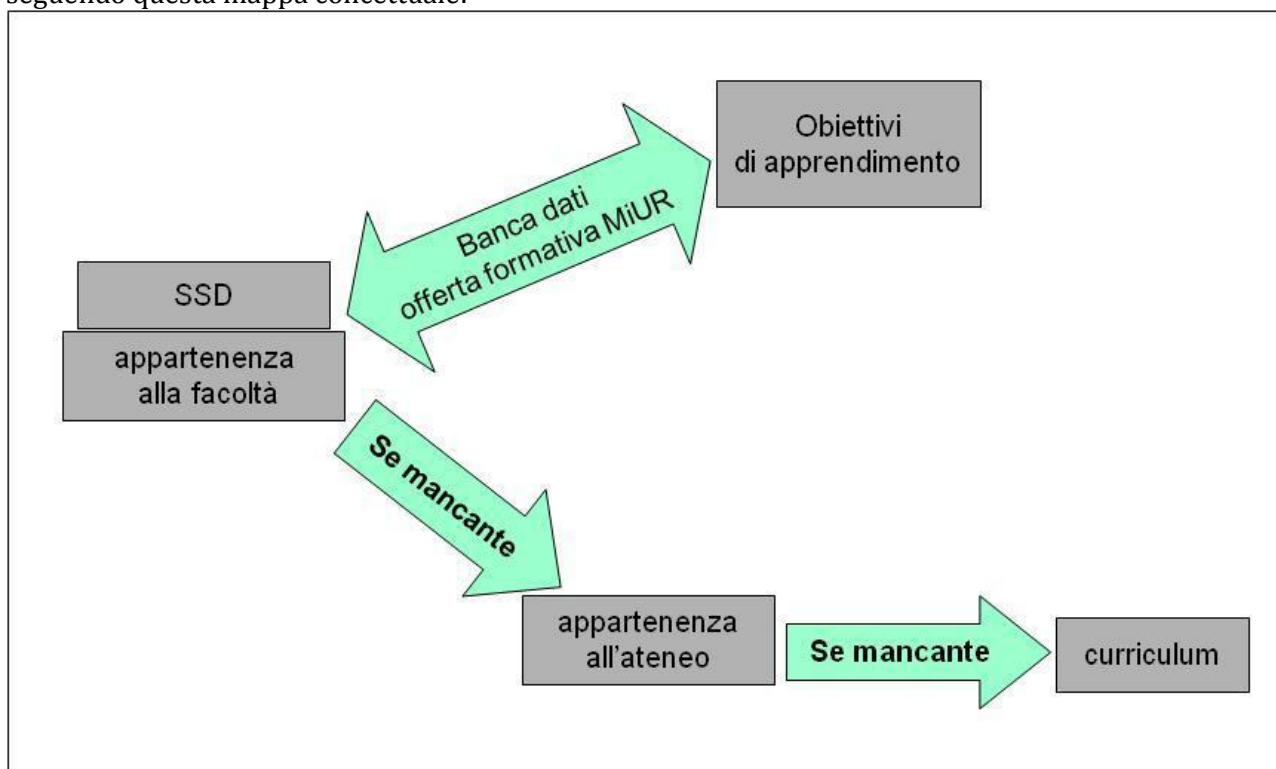 seguendo questa mappa concettuale:
Obiettivi
di apprendimento
Banca dati
offerta formativa MiUR
SSD
appartenenza
alla facoltà
Se mancante
appartenenza
all'ateneo
Se mancante
curriculum